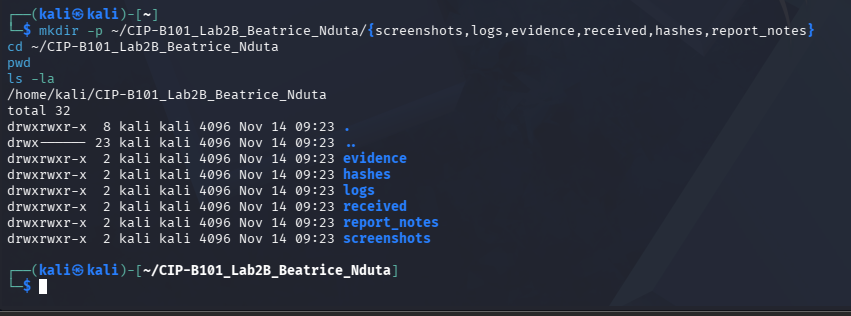 ┌──(kali㉿kali)-[~]
└─$ mkdir -p ~/CIP-B101_Lab2B_Beatrice_Nduta/{screenshots,logs,evidence,received,hashes,report_notes}
cd ~/CIP-B101_Lab2B_Beatrice_Nduta
pwd
ls -la
/home/kali/CIP-B101_Lab2B_Beatrice_Nduta
total 32
drwxrwxr-x  8 kali kali 4096 Nov 14 09:23 .
drwx------ 23 kali kali 4096 Nov 14 09:23 ..
drwxrwxr-x  2 kali kali 4096 Nov 14 09:23 evidence
drwxrwxr-x  2 kali kali 4096 Nov 14 09:23 hashes
drwxrwxr-x  2 kali kali 4096 Nov 14 09:23 logs
drwxrwxr-x  2 kali kali 4096 Nov 14 09:23 received
drwxrwxr-x  2 kali kali 4096 Nov 14 09:23 report_notes
drwxrwxr-x  2 kali kali 4096 Nov 14 09:23 screenshots
┌──(kali㉿kali)-[~/CIP-B101_Lab2B_Beatrice_Nduta]
└─$